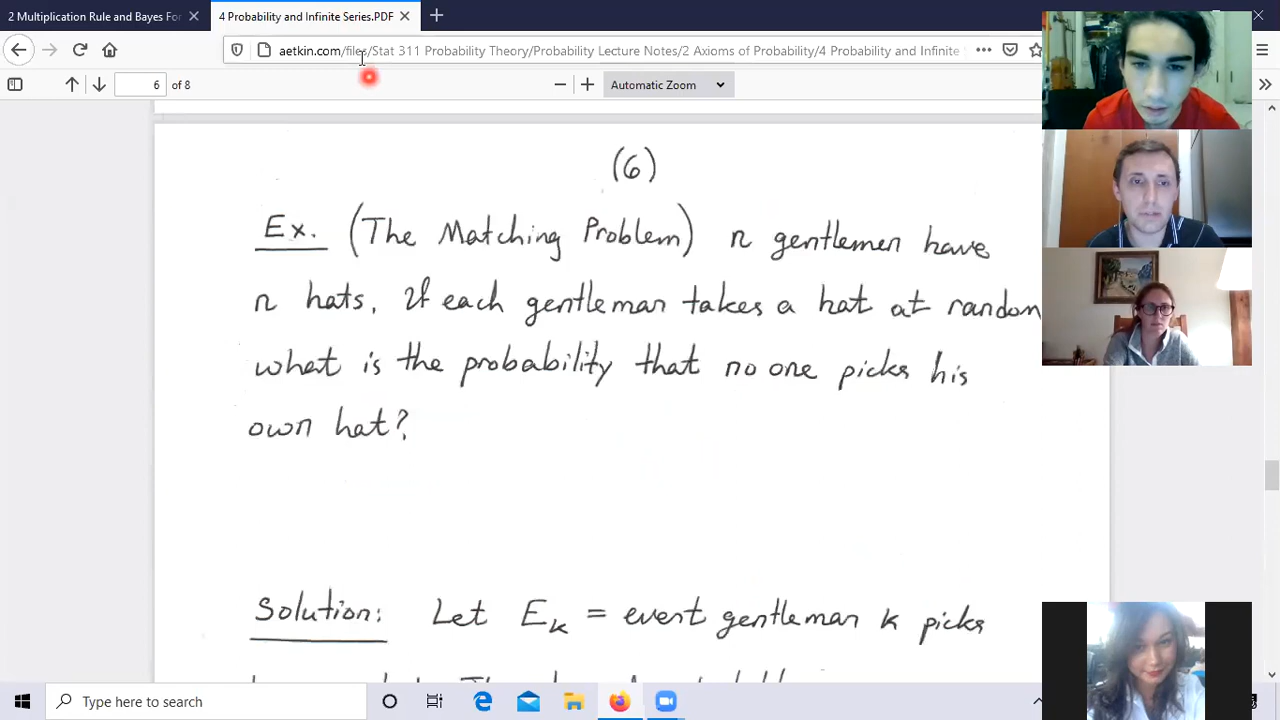 2 Multiplication Rule and Bayes For
4 Probability and Infinite Series.PDF
aetkin.com/files/Stat 311 Probability Theory/Probability Lecture Notes/2 Axioms of Probability/4 Probability and Infinite
6 of 8
Automatic Zoom
(6)
Ex. (The Matching Problem) n gentlemen have
n hats. If each gentleman takes a hat at random
what is the probability that no one picks his
own hat?
Solution: Let Ek = event gentleman k picks
Type here to search